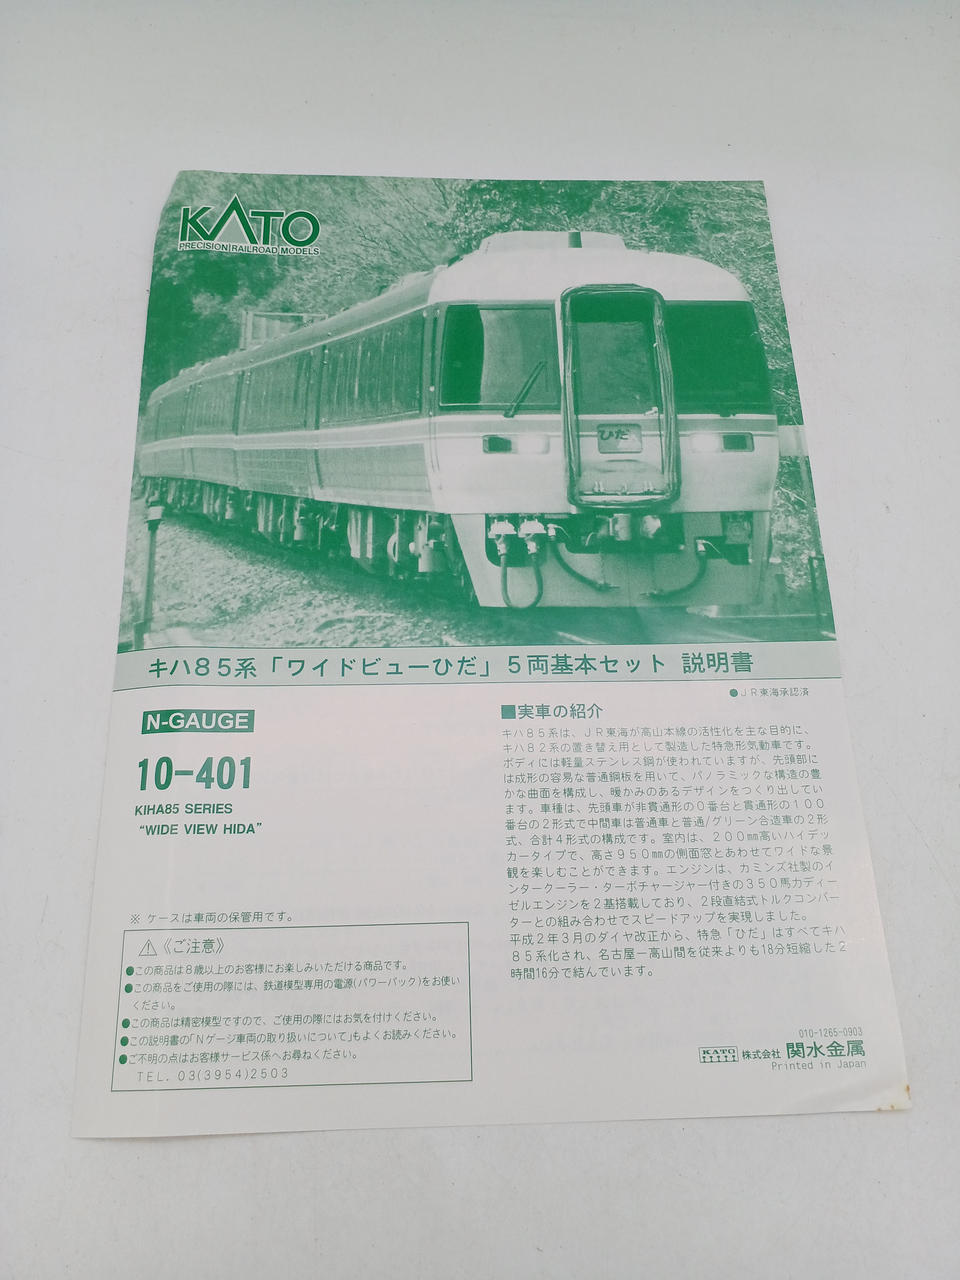 KATO
PRECISION RAILROAD MODELS
ひだ
キハ85系「ワイドビューひだ」5両基本セット 説明書
●JR東海承認済
N-GAUGE
10-401
KIHA85 SERIES
"WIDE VIEW HIDA"
※ ケースは車両の保管用です。
⚠《ご注意》
●この商品は8歳以上のお客様にお楽しみいただける商品です。
●この商品をご使用の際には、鉄道模型専用の電源(パワーパック)をお使い
ください。
●この商品は精密模型ですので、ご使用の際にはお気を付けください。
●この説明書の「Nゲージ車両の取り扱いについて」もよくお読みください。
●ご不明の点はお客様サービス係へお尋ねください。
TEL. 03(3954)2503
■実車の紹介
キハ85系は、JR東海が高山本線の活性化を主な目的に、
キハ82系の置き替え用として製造した特急形気動車です。
ボディには軽量ステンレス鋼が使われていますが、先頭部に
は成形の容易な普通鋼板を用いて、パノラミックな構造の豊
かな曲面を構成し、暖かみのあるデザインをつくり出してい
ます。車種は、先頭車が非貫通形の0番台と貫通形の100
番台の2形式で中間車は普通車と普通/グリーン合造車の2形
式、合計4形式の構成です。室内は、200㎜高いハイデッ
カータイプで、高さ950㎜の側面窓とあわせてワイドな景
観を楽しむことができます。エンジンは、カミンズ社製のイ
ンタークーラー・ターボチャージャー付きの350馬力ディー
ゼルエンジンを2基搭載しており、2段直結式トルクコンバー
ターとの組み合わせでスピードアップを実現しました。
平成2年3月のダイヤ改正から、特急「ひだ」はすべてキハ
85系化され、名古屋ー高山間を従来よりも18分短縮した2
時間16分で結んでいます。
010-1265-0903
KATO 株式会社 関水金属
Printed in Japan